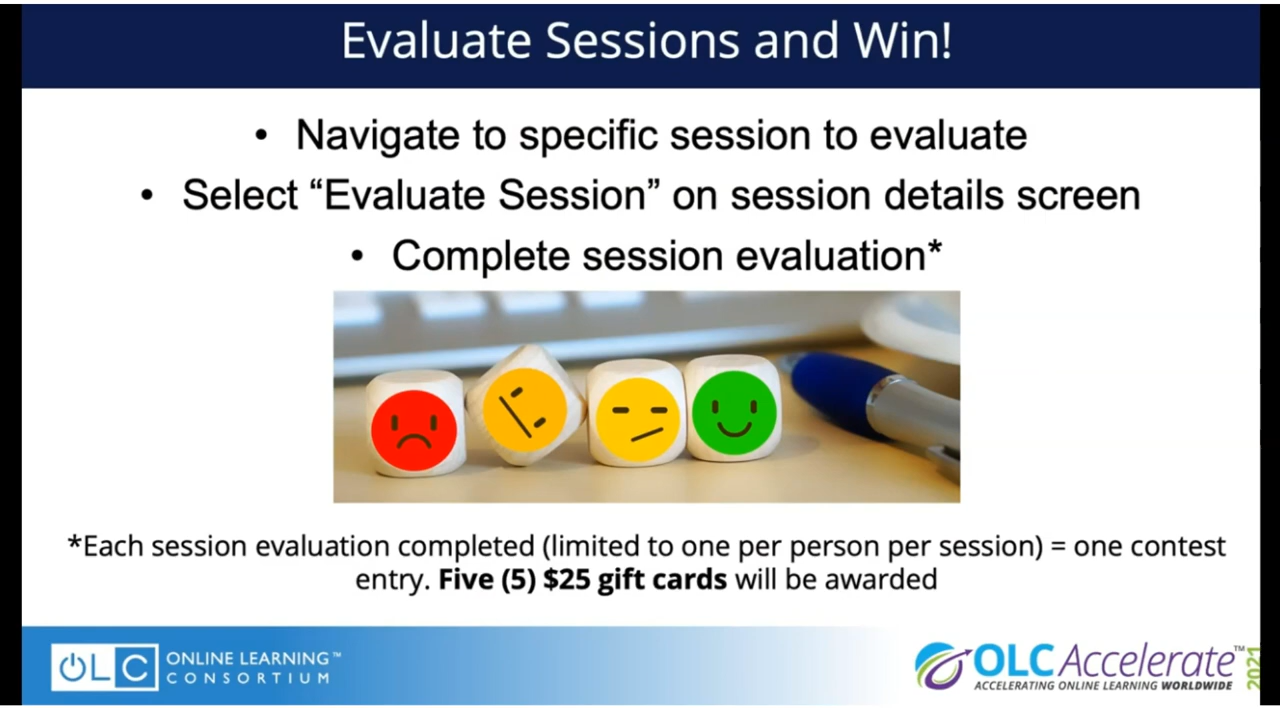 Evaluate Sessions and Win!
• Navigate to specific session to evaluate
• Select “Evaluate Session” on session details screen
• Complete session evaluation*
*Each session evaluation completed (limited to one per person per session) = one contest
entry. Five (5) $25 gift cards will be awarded
OLC
ONLINE LEARNING™
CONSORTIUM
OLC Accelerate™
ACCELERATING ONLINE LEARNING WORLDWIDE
2021